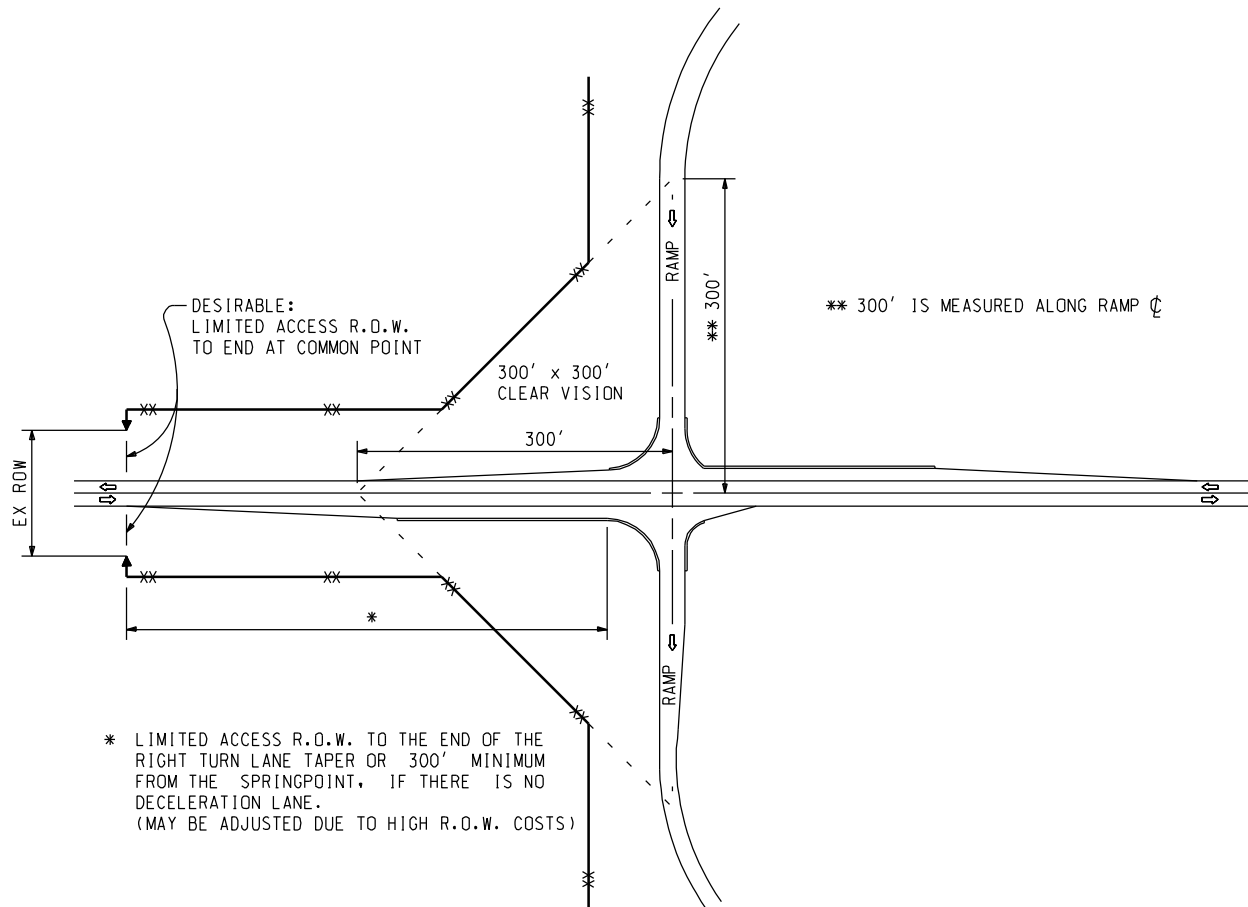 RAMP
** 300'
** 300' IS MEASURED ALONG RAMP ℄
DESIRABLE:
LIMITED ACCESS R.O.W.
TO END AT COMMON POINT
300' x 300'
CLEAR VISION
300'
EX ROW
*
RAMP
* LIMITED ACCESS R.O.W. TO THE END OF THE
RIGHT TURN LANE TAPER OR 300' MINIMUM
FROM THE SPRINGPOINT, IF THERE IS NO
DECELERATION LANE.
(MAY BE ADJUSTED DUE TO HIGH R.O.W. COSTS)